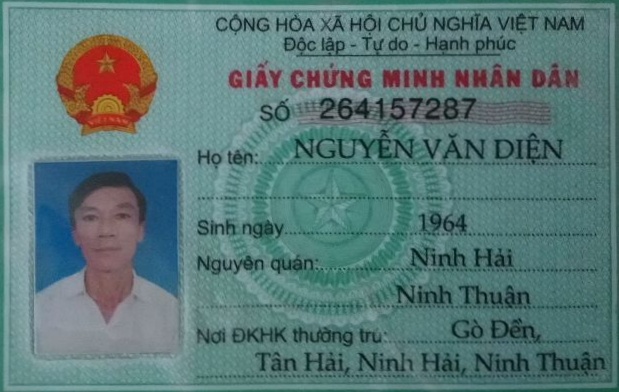 CỘNG HÒA XÃ HỘI CHỦ NGHĨA VIỆT NAM
Độc lập - Tự do - Hạnh phúc
GIẤY CHỨNG MINH NHÂN DÂN
SỐ 264157287
Họ tên: NGUYỄN VĂN DIỆN
Sinh ngày 1964
Nguyên quán: Ninh Hải
Ninh Thuận
Nơi ĐKHK thường trú: Gò Đền,
Tân Hải, Ninh Hải, Ninh Thuận
VIỆT NAM